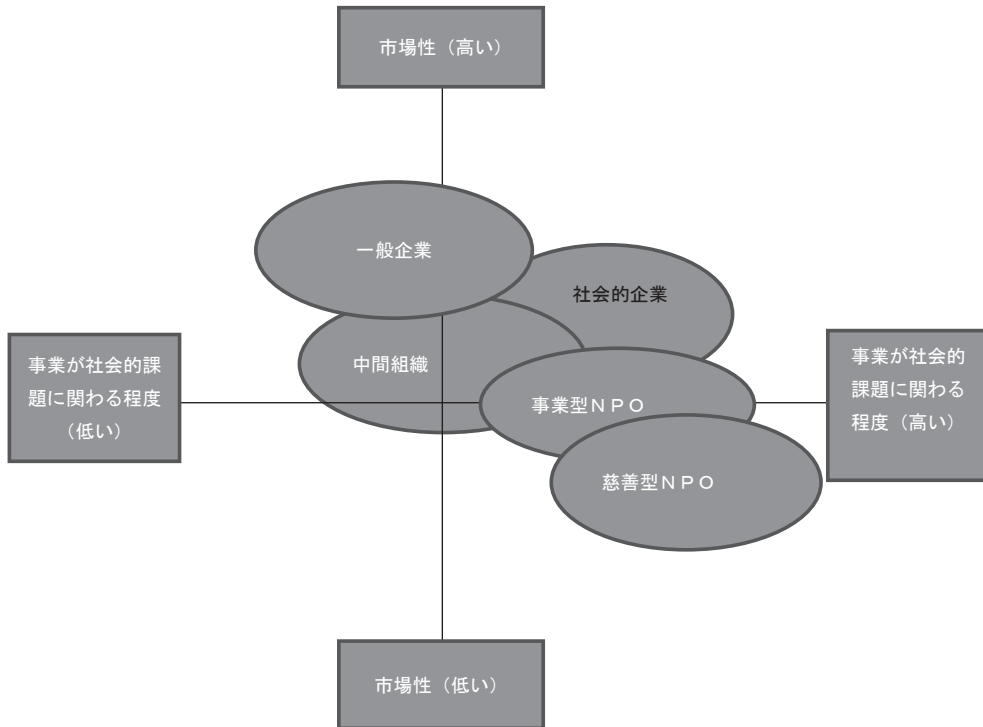 市場性（高い）
一般企業
社会的企業
中間組織
事業が社会的課
題に関わる程度
（低い）
事業が社会的
課題に関わる
程度（高い）
事業型ＮＰＯ
慈善型ＮＰＯ
市場性（低い）